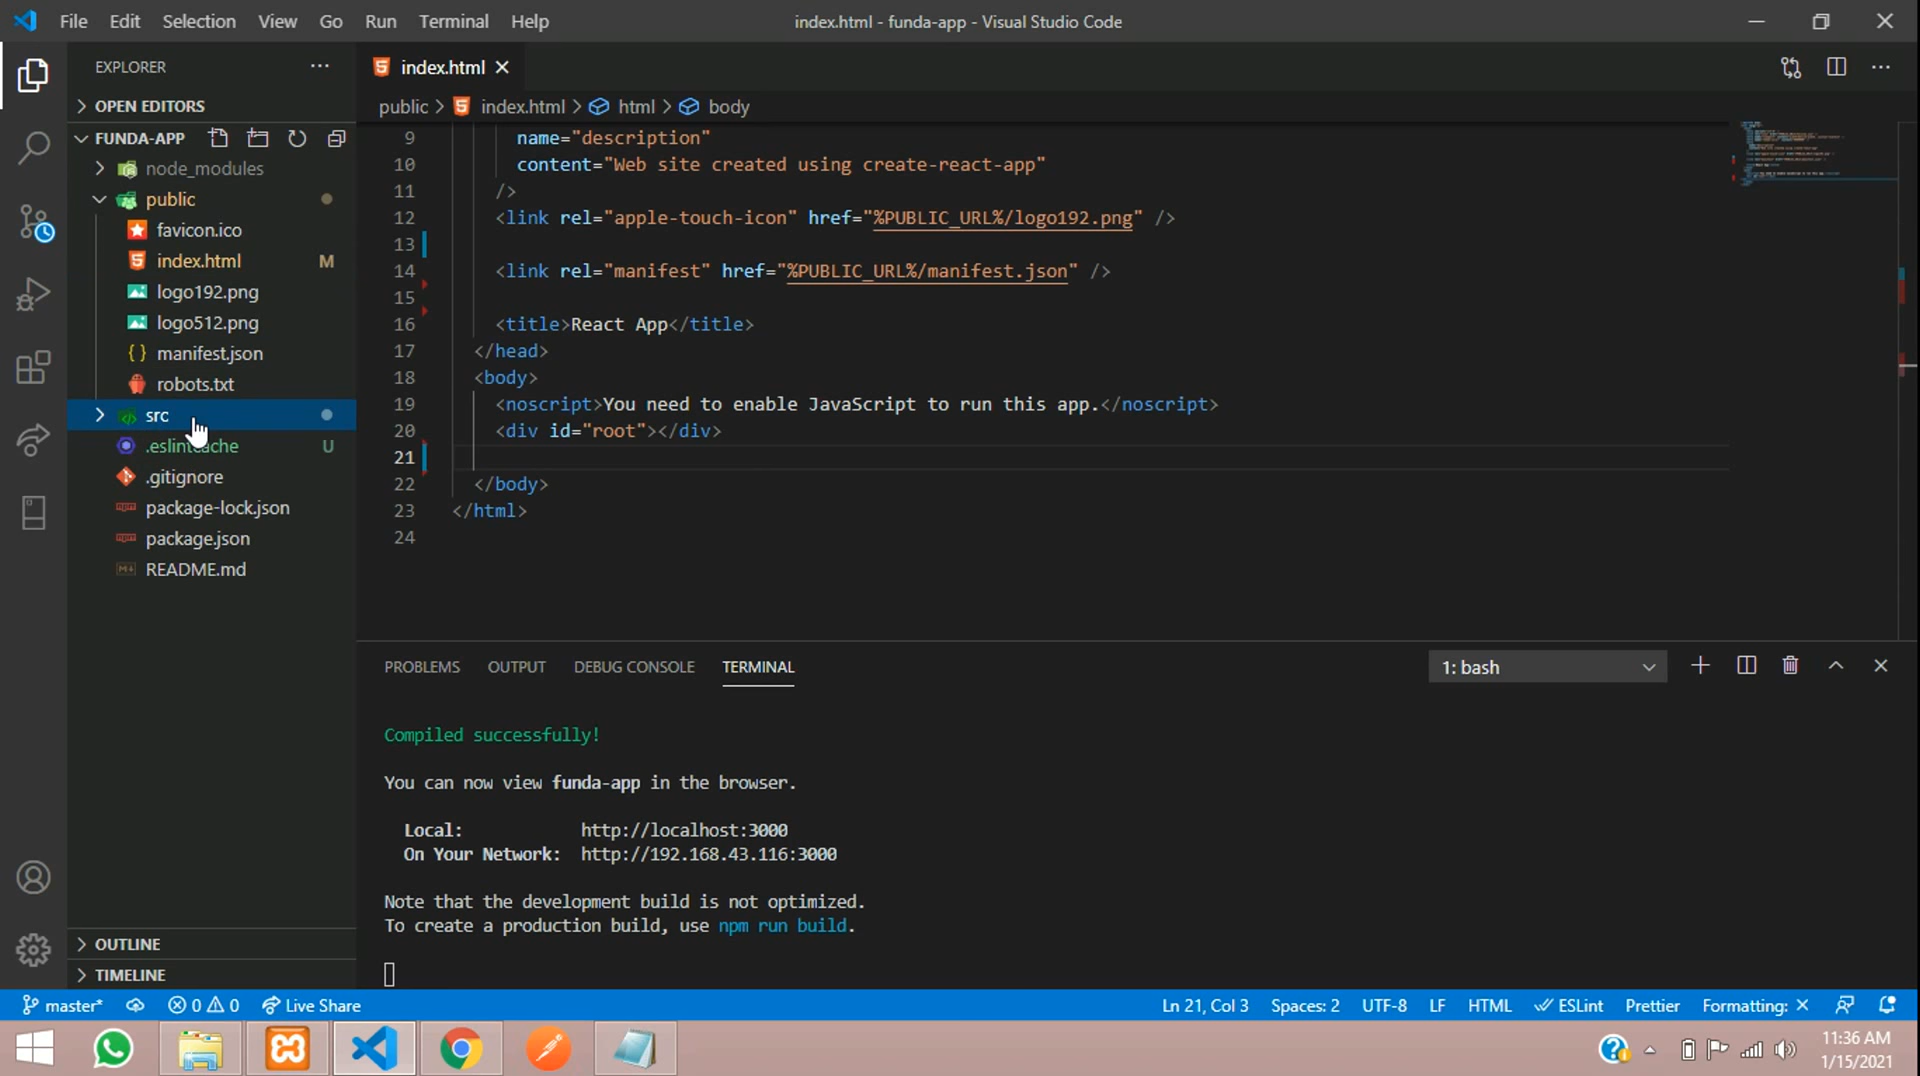 File Edit Selection View Go Run Terminal Help
index.html - funda-app - Visual Studio Code
EXPLORER
OPEN EDITORS
FUNDA-APP
node_modules
public
favicon.ico
index.html M
logo192.png
logo512.png
manifest.json
robots.txt
src
.eslintcache U
.gitignore
package-lock.json
package.json
README.md
OUTLINE
TIMELINE
index.html
public > index.html > html > body
9 name="description"
10 content="Web site created using create-react-app"
11 />
12 <link rel="apple-touch-icon" href="%PUBLIC_URL%/logo192.png" />
13
14 <link rel="manifest" href="%PUBLIC_URL%/manifest.json" />
15
16 <title>React App</title>
17 </head>
18 <body>
19 <noscript>You need to enable JavaScript to run this app.</noscript>
20 <div id="root"></div>
21
22 </body>
23 </html>
24
PROBLEMS OUTPUT DEBUG CONSOLE TERMINAL
1: bash
Compiled successfully!
You can now view funda-app in the browser.
Local: http://localhost:3000
On Your Network: http://192.168.43.116:3000
Note that the development build is not optimized.
To create a production build, use npm run build.
master* 0 0 Live Share
Ln 21, Col 3 Spaces: 2 UTF-8 LF HTML ESLint Prettier Formatting: ×
11:36 AM
1/15/2021